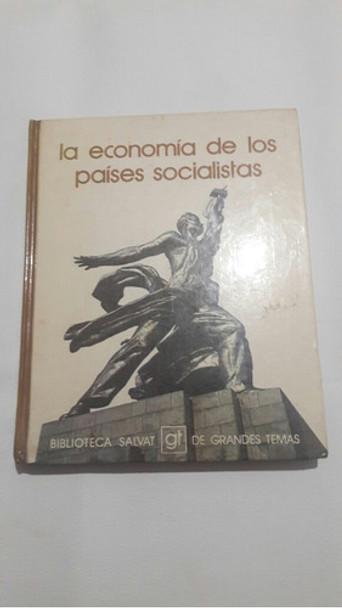 la economía de los
países socialistas
BIBLIOTECA SALVAT gt DE GRANDES TEMAS